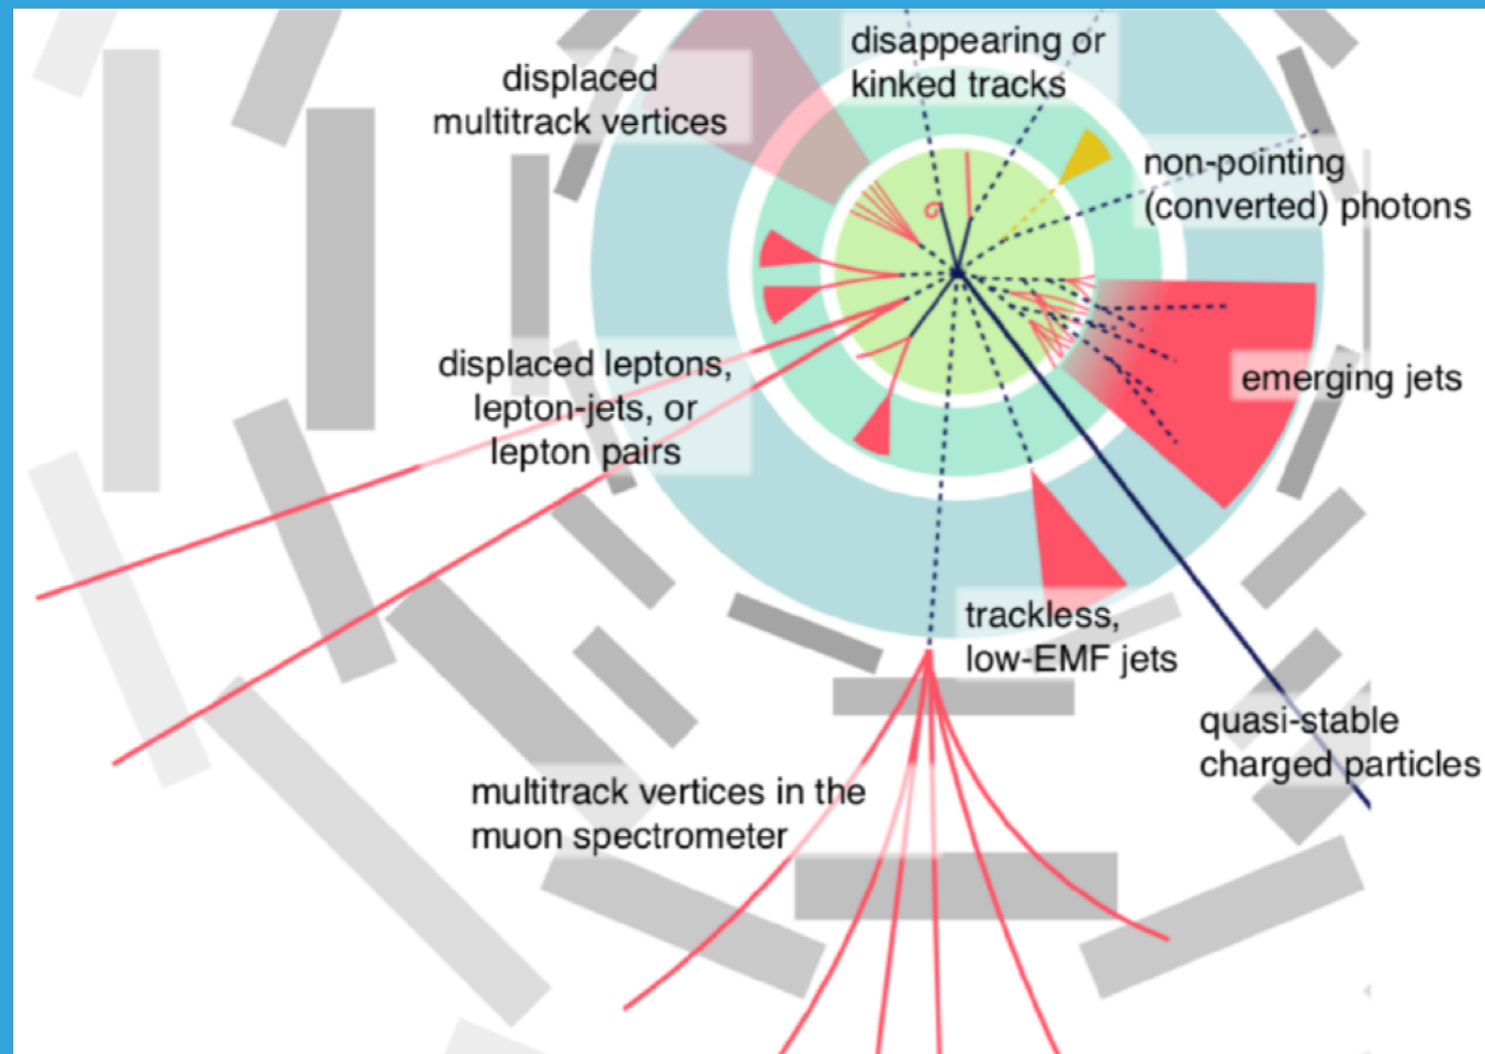 disappearing or
kinked tracks
displaced
multitrack vertices
non-pointing
(converted) photons
displaced leptons,
lepton-jets, or
lepton pairs
emerging jets
trackless,
low-EMF jets
quasi-stable
charged particles
multitrack vertices in the
muon spectrometer